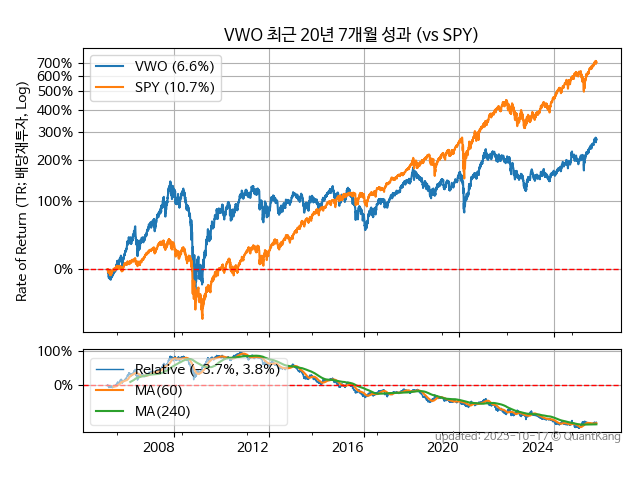 VWO 최근 20년 7개월 성과 (vs SPY)
Rate of Return (TR: 배당재투자, Log)
700%
600%
500%
400%
300%
200%
100%
0%
VWO (6.6%)
SPY (10.7%)
100%
0%
Relative (−3.7%, 3.8%)
MA(60)
MA(240)
updated: 2025-10-17 © QuantKang
2008 2012 2016 2020 2024